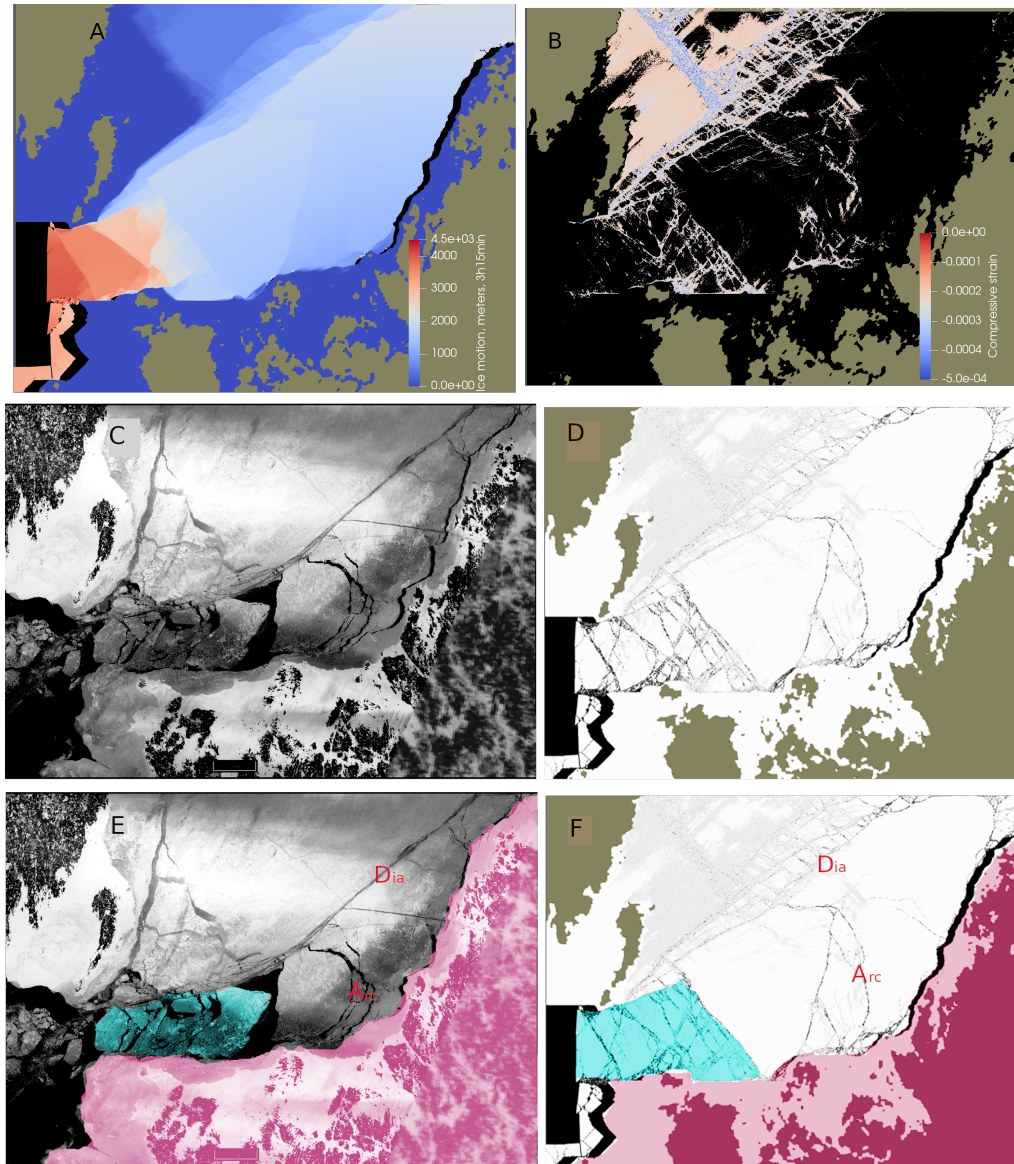 A
4.5e+03
4000
3000
2000
1000
0.0e+00
Ice motion, meters, 3h15min
B
0.0e+00
-0.0001
-0.0002
-0.0003
-0.0004
-5.0e-04
Compressive strain
C
D
E
Dia
Arc
F
Dia
Arc